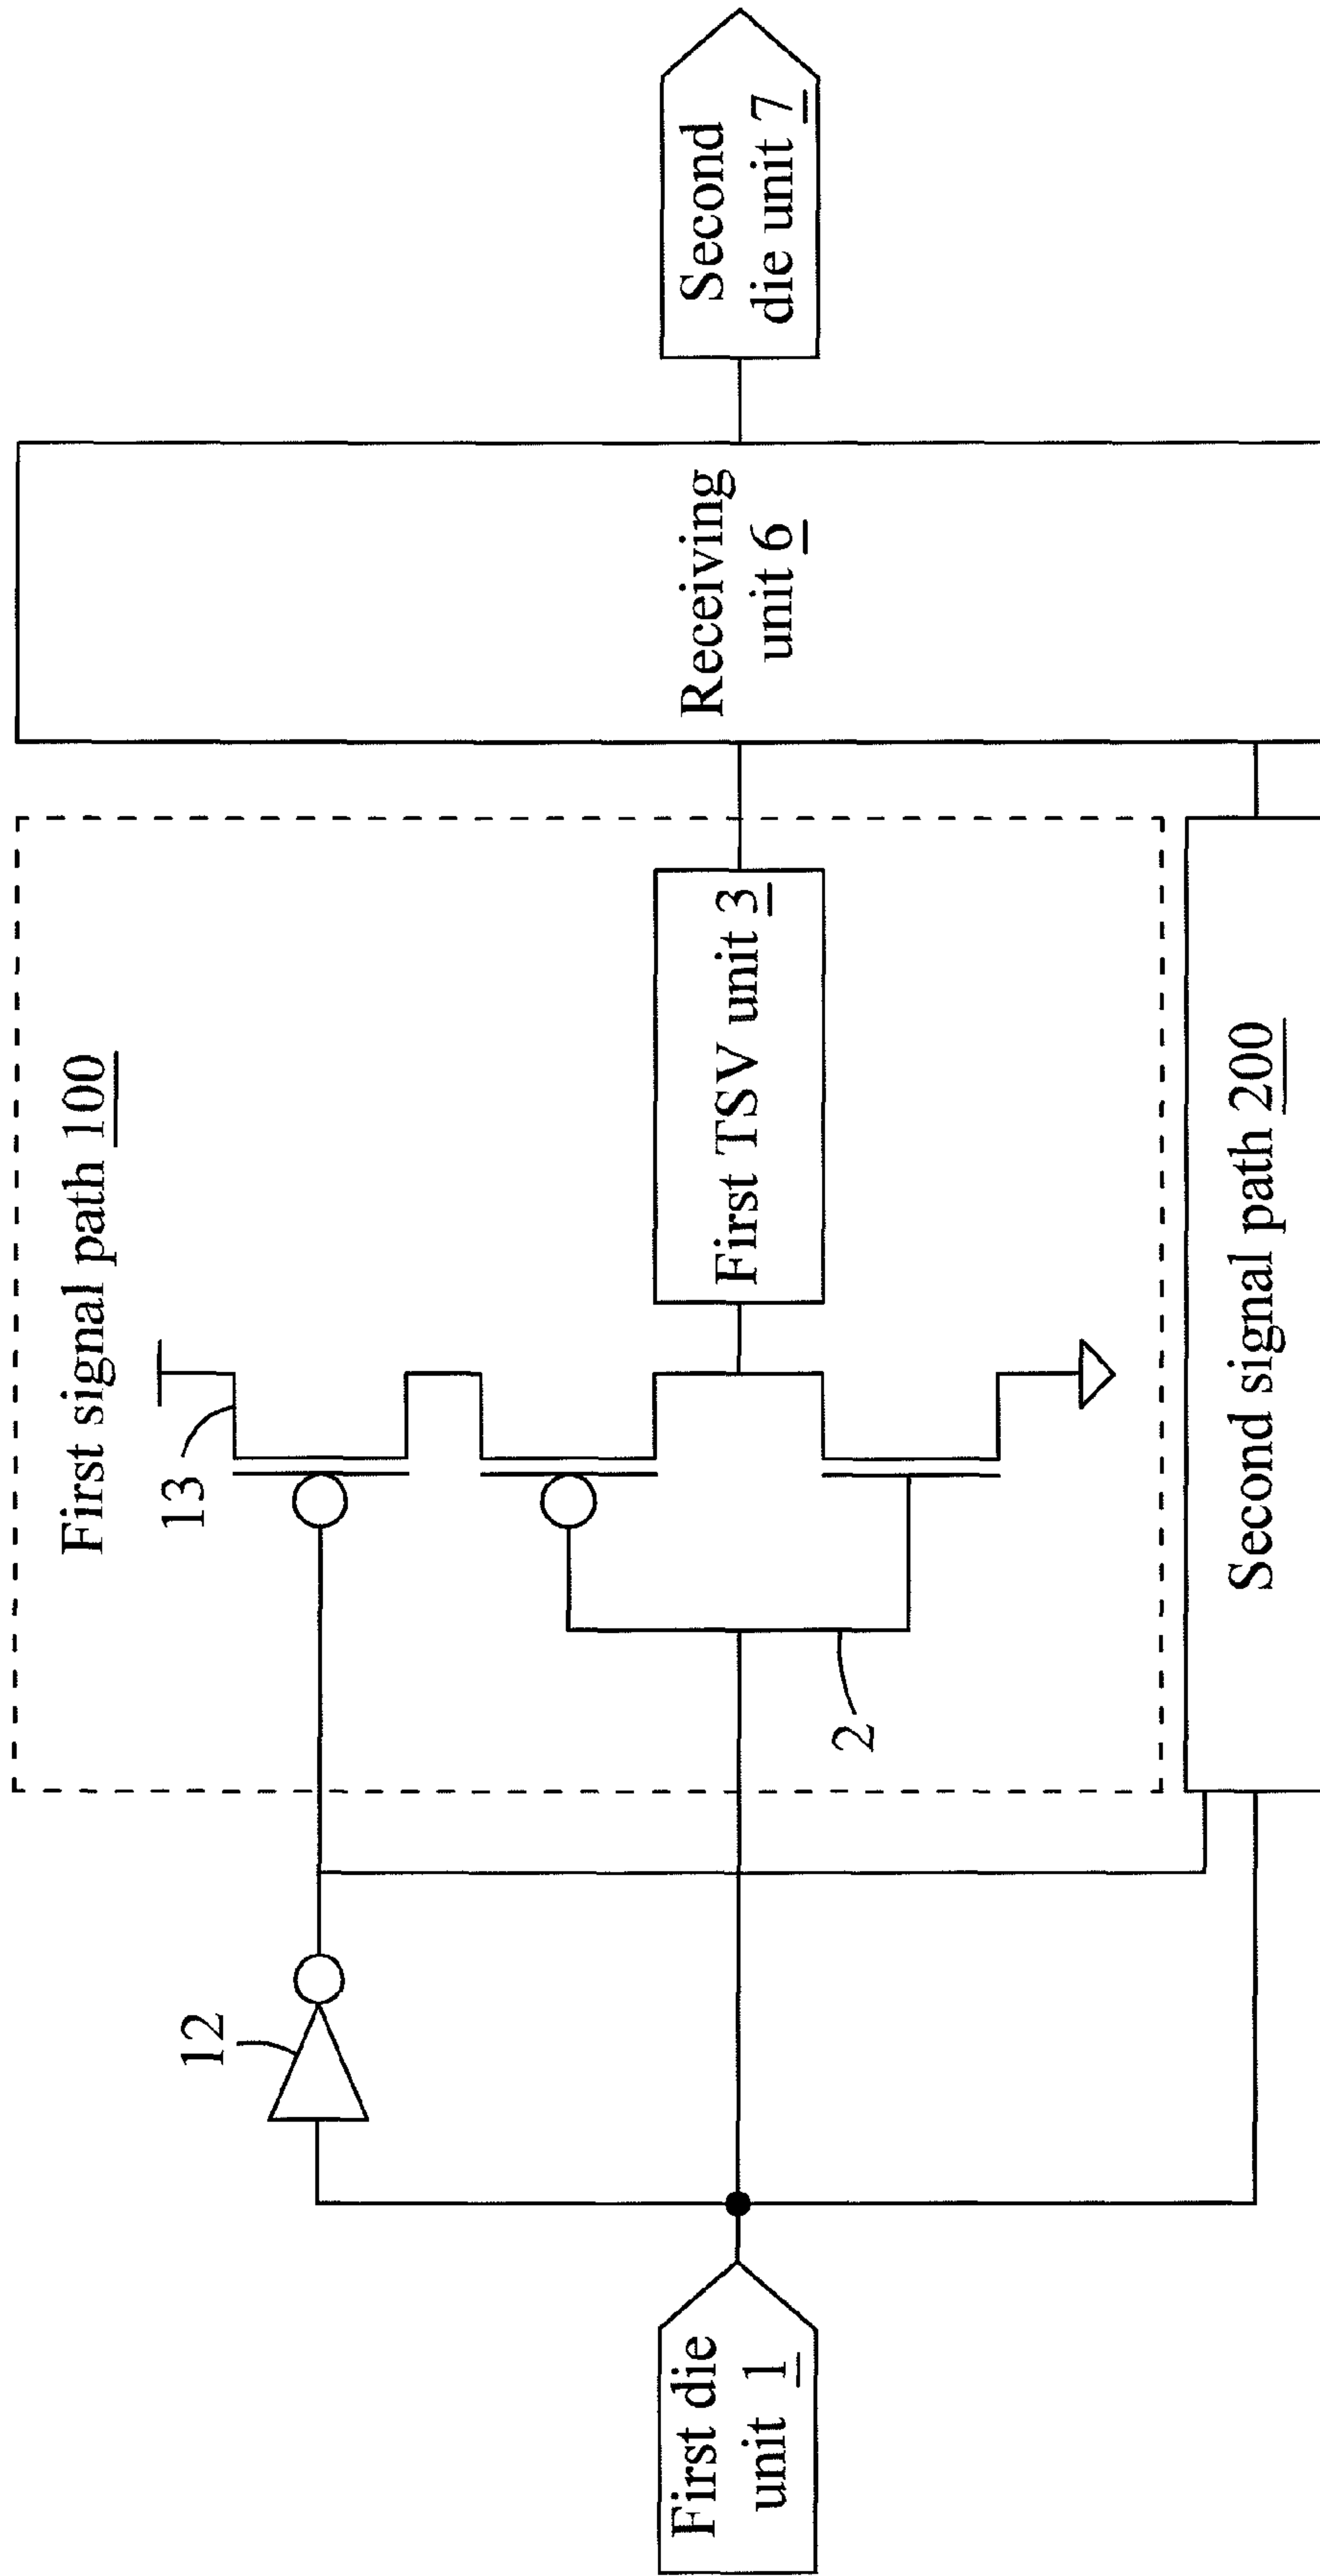 First die
unit 1
12
First signal path 100
13
2
First TSV unit 3
Second signal path 200
Receiving
unit 6
Second
die unit 7